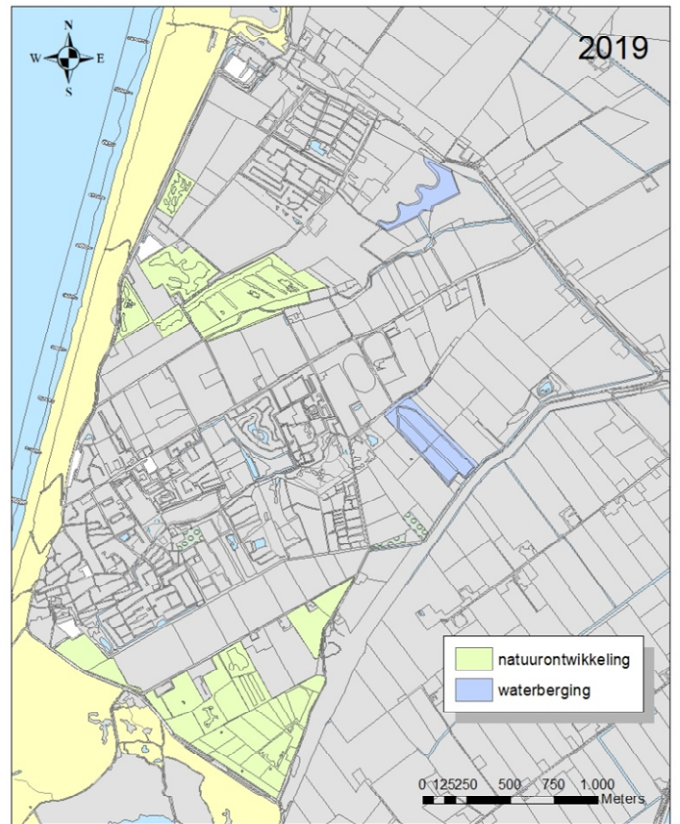 N
W E
S
2019
natuurontwikkeling
waterberging
0 125250 500 750 1.000
Meters